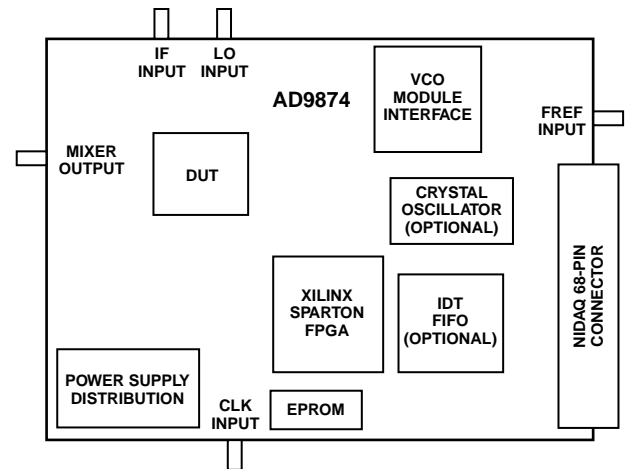 IF
INPUT
LO
INPUT
AD9874
VCO
MODULE
INTERFACE
FREF
INPUT
MIXER
OUTPUT
DUT
CRYSTAL
OSCILLATOR
(OPTIONAL)
NIDAQ 68-PIN
CONNECTOR
XILINX
SPARTON
FPGA
IDT
FIFO
(OPTIONAL)
POWER SUPPLY
DISTRIBUTION
CLK
INPUT
EPROM